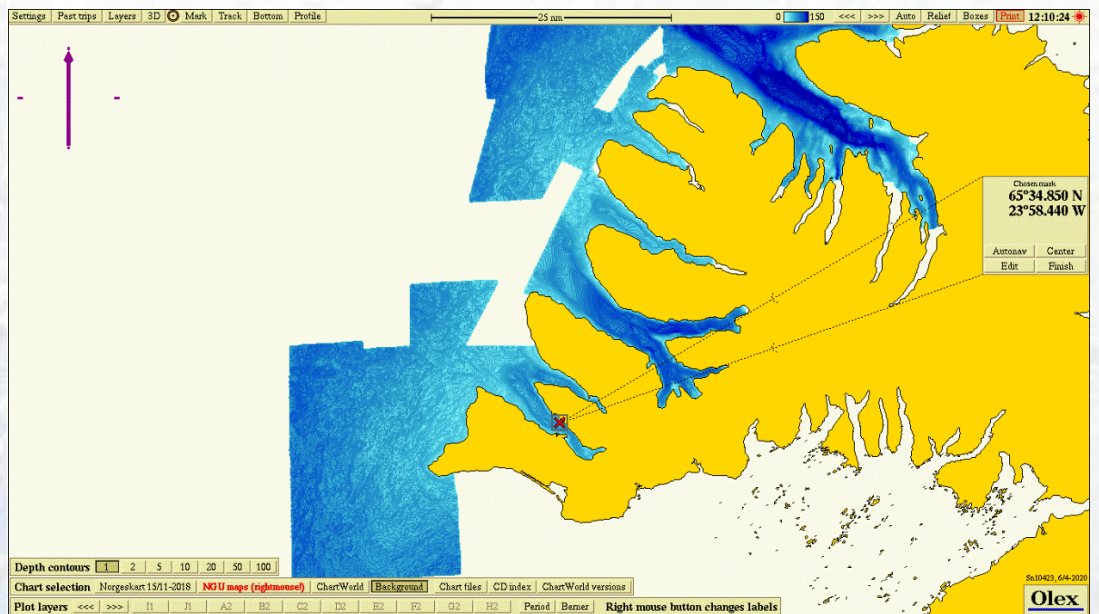 Settings Past trips Layers 3D Mark Track Bottom Profile 25 nm 0 150 <<< >>> Auto Relief Boxes Print 12:10:24
Chosen mark
65°34.850 N
23°58.440 W
Autonav Center
Edit Finish
Depth contours 1 2 5 10 20 50 100
Chart selection Norgeskart 15/11-2018 NGU maps (rightmouse!) ChartWorld Background Chart files CD index ChartWorld versions
Sn10423, 6/4-2020
Plot layers <<< >>> I1 J1 A2 B2 C2 D2 E2 F2 G2 H2 Period Berner Right mouse button changes labels
Olex